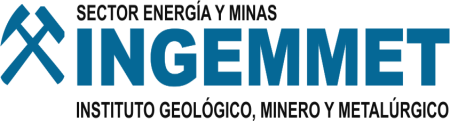 SECTOR ENERGÍA Y MINAS
INGEMMET
INSTITUTO GEOLÓGICO, MINERO Y METALÚRGICO